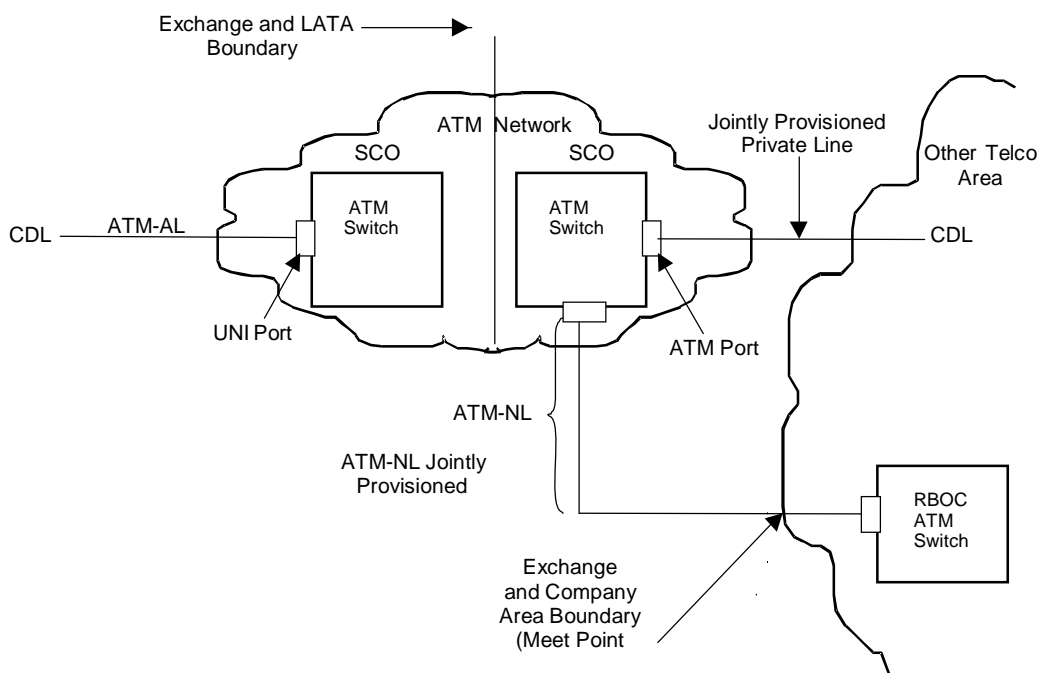 Exchange and LATA
Boundary
ATM Network
SCO
SCO
Jointly Provisioned
Private Line
Other Telco
Area
ATM
Switch
ATM
Switch
CDL
ATM-AL
CDL
UNI Port
ATM Port
ATM-NL
ATM-NL Jointly
Provisioned
RBOC
ATM
Switch
Exchange
and Company
Area Boundary
(Meet Point